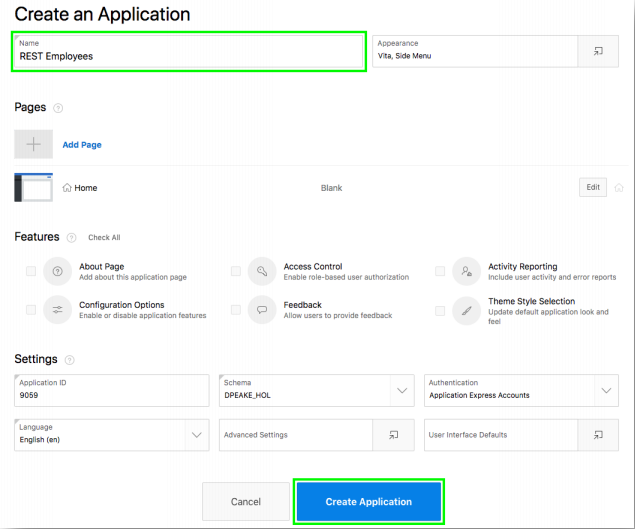 Create an Application
Name
REST Employees
Appearance
Vita, Side Menu
Pages ?
Add Page
Home Blank Edit
Features ? Check All
About Page
Add about this application page
Access Control
Enable role-based user authorization
Activity Reporting
Include user activity and error reports
Configuration Options
Enable or disable application features
Feedback
Allow users to provide feedback
Theme Style Selection
Update default application look and
feel
Settings ?
Application ID
9059
Schema
DPEAKE_HOL
Authentication
Application Express Accounts
Language
English (en)
Advanced Settings
User Interface Defaults
Cancel
Create Application